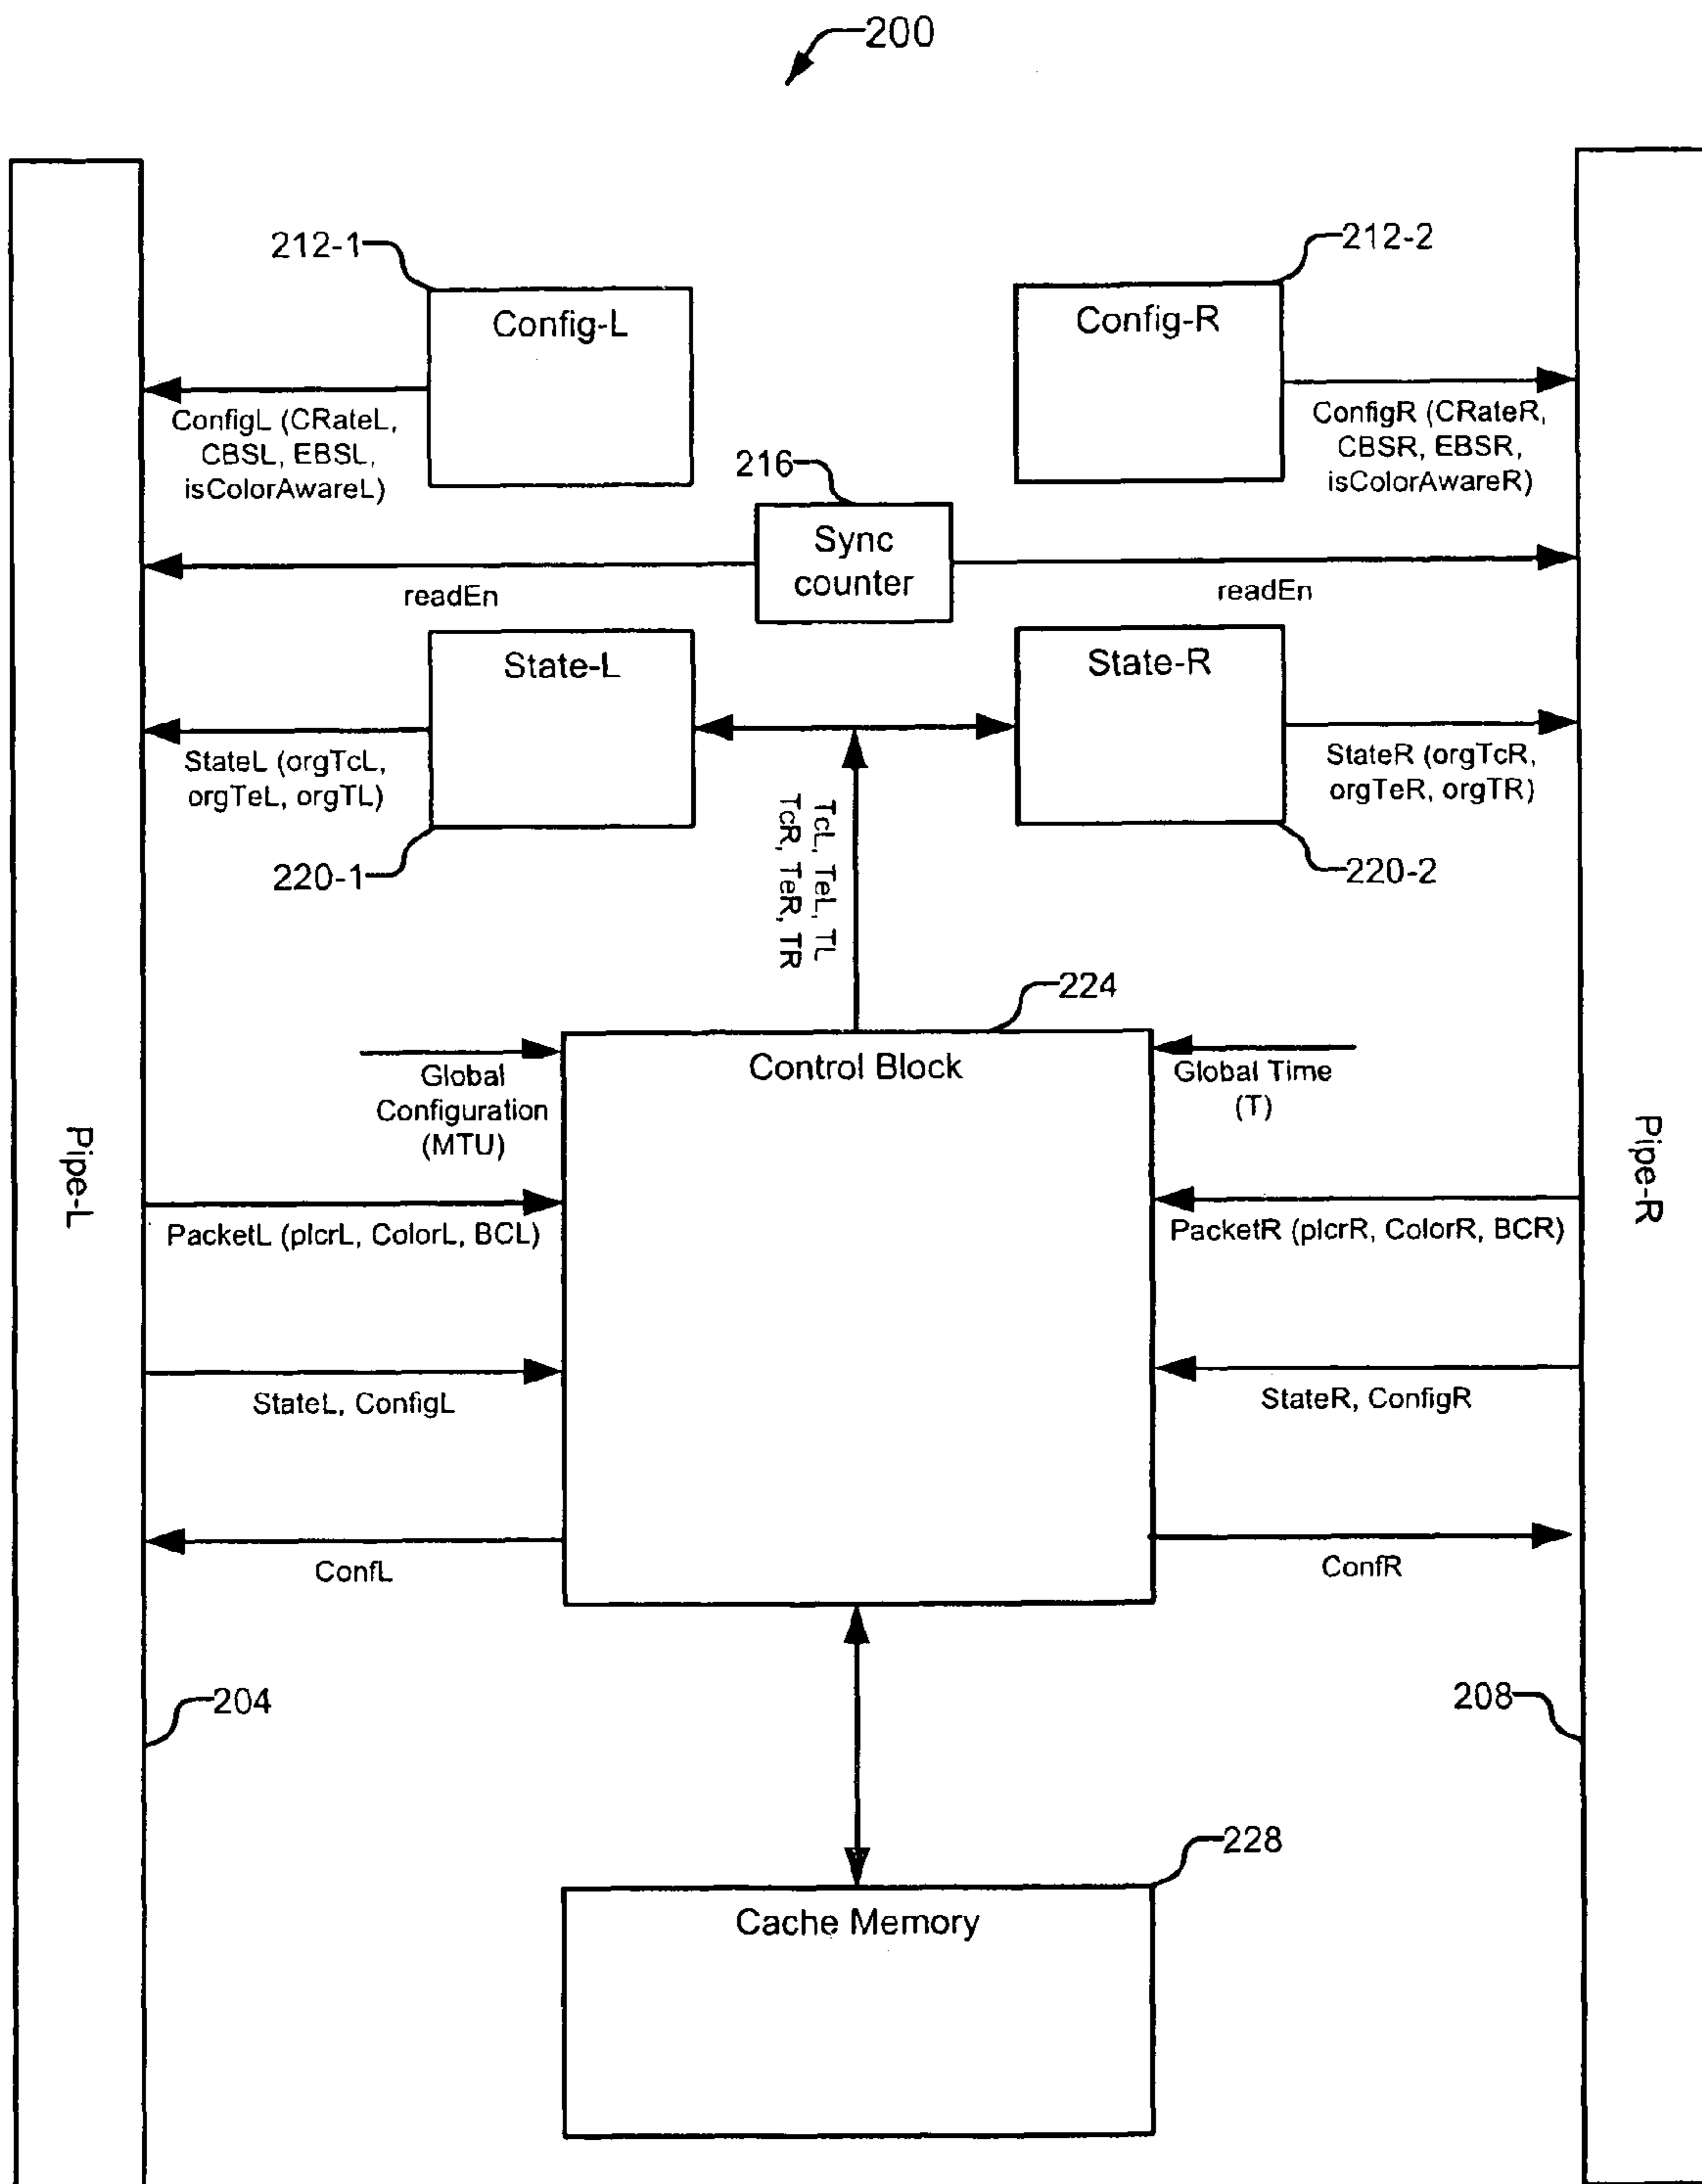 200
212-1
212-2
Config-L
Config-R
ConfigL (CRateL,
CBSL, EBSL,
isColorAwareL)
ConfigR (CRateR,
CBSR, EBSR,
isColorAwareR)
216
Sync
counter
readEn
readEn
State-L
State-R
StateL (orgTcL,
orgTeL, orgTL)
StateR (orgTcR,
orgTeR, orgTR)
220-1
220-2
TcL, TeL, TL
TcR, TeR, TR
224
Control Block
Global
Configuration
(MTU)
Global Time
(T)
Pipe-L
Pipe-R
PacketL (plcrL, ColorL, BCL)
PacketR (plcrR, ColorR, BCR)
StateL, ConfigL
StateR, ConfigR
ConfL
ConfR
204
208
228
Cache Memory